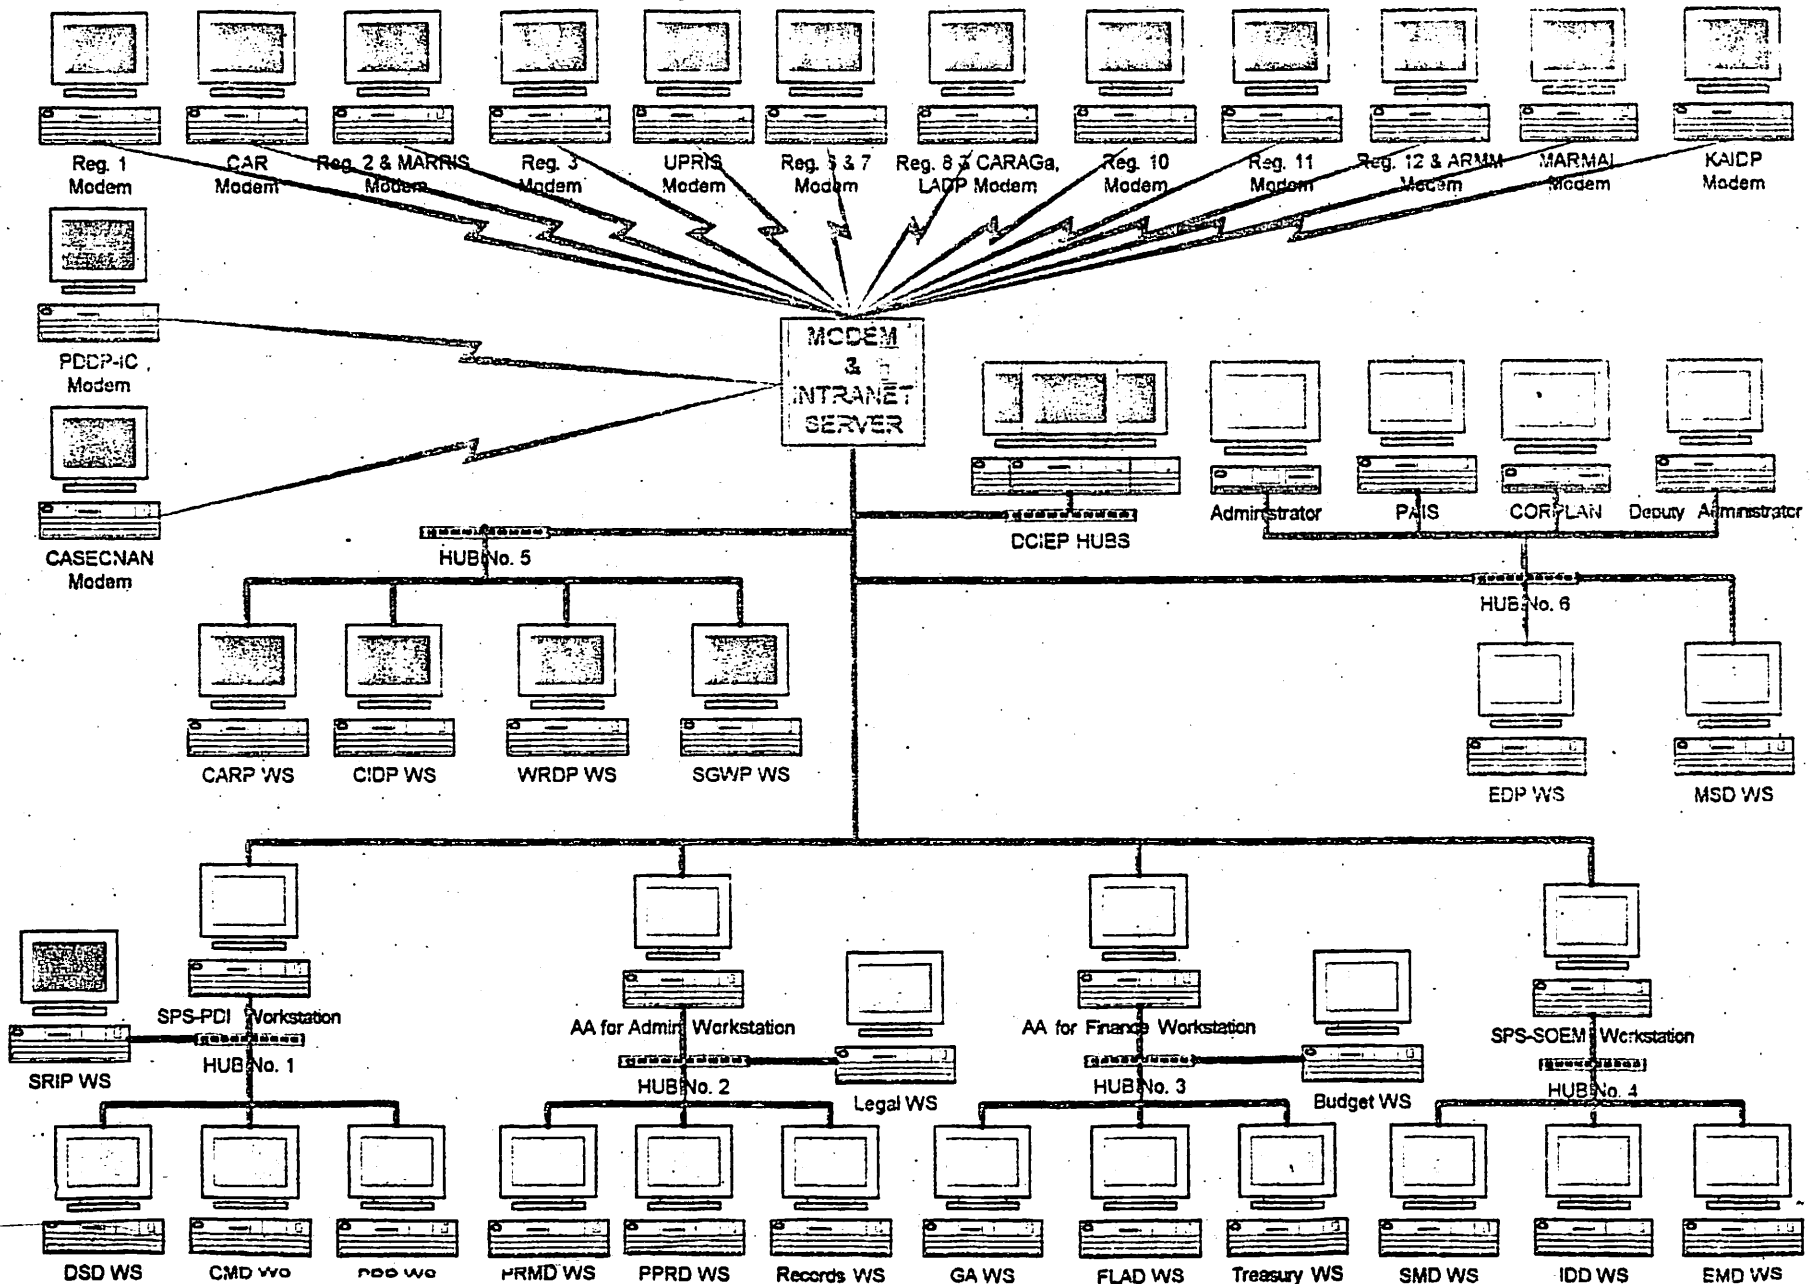 Reg. 1
Modem
CAR
Modem
Reg. 2 & MARRIS
Modem
Reg. 3
Modem
UPRIS
Modem
Reg. & 7
Modem
Reg. 8 & CARAGa,
LADP Modem
Reg. 10
Modem
Reg. 11
Modem
Reg. 12 & ARMM
Modem
Modem
KAIDP
Modem
Modem
CASECNAN
Modem
MODEM
&
INTRANET
SERVER
DCIEP HUBS
Administrator
PAIS
CORPLAN
Deputy Administrator
HUB No. 5
HUB No. 6
CARP WS
CIDP WS
WRDP WS
SGWP WS
EDP WS
MSD WS
SPS-PDI Workstation
HUB No. 1
SRIP WS
AA for Admin Workstation
HUB No. 2
Legal WS
AA for Finance Workstation
HUB No. 3
Budget WS
SPS-SOEM Workstation
HUB No. 4
DSD WS
CMD WS
WS
PRMD WS
PPRD WS
Records WS
GA WS
FLAD WS
Treasury WS
SMD WS
IDD WS
EMD WS